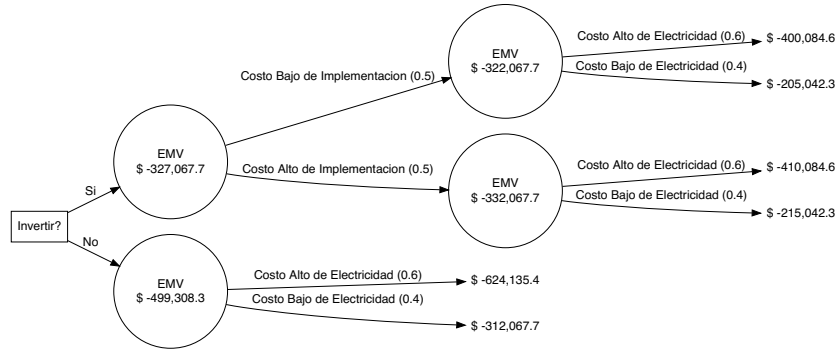 Invertir?
Si
No
EMV
$ -327,067.7
Costo Bajo de Implementacion (0.5)
Costo Alto de Implementacion (0.5)
EMV
$ -322,067.7
Costo Alto de Electricidad (0.6)
$ -400,084.6
Costo Bajo de Electricidad (0.4)
$ -205,042.3
EMV
$ -332,067.7
Costo Alto de Electricidad (0.6)
$ -410,084.6
Costo Bajo de Electricidad (0.4)
$ -215,042.3
EMV
$ -499,308.3
Costo Alto de Electricidad (0.6)
$ -624,135.4
Costo Bajo de Electricidad (0.4)
$ -312,067.7